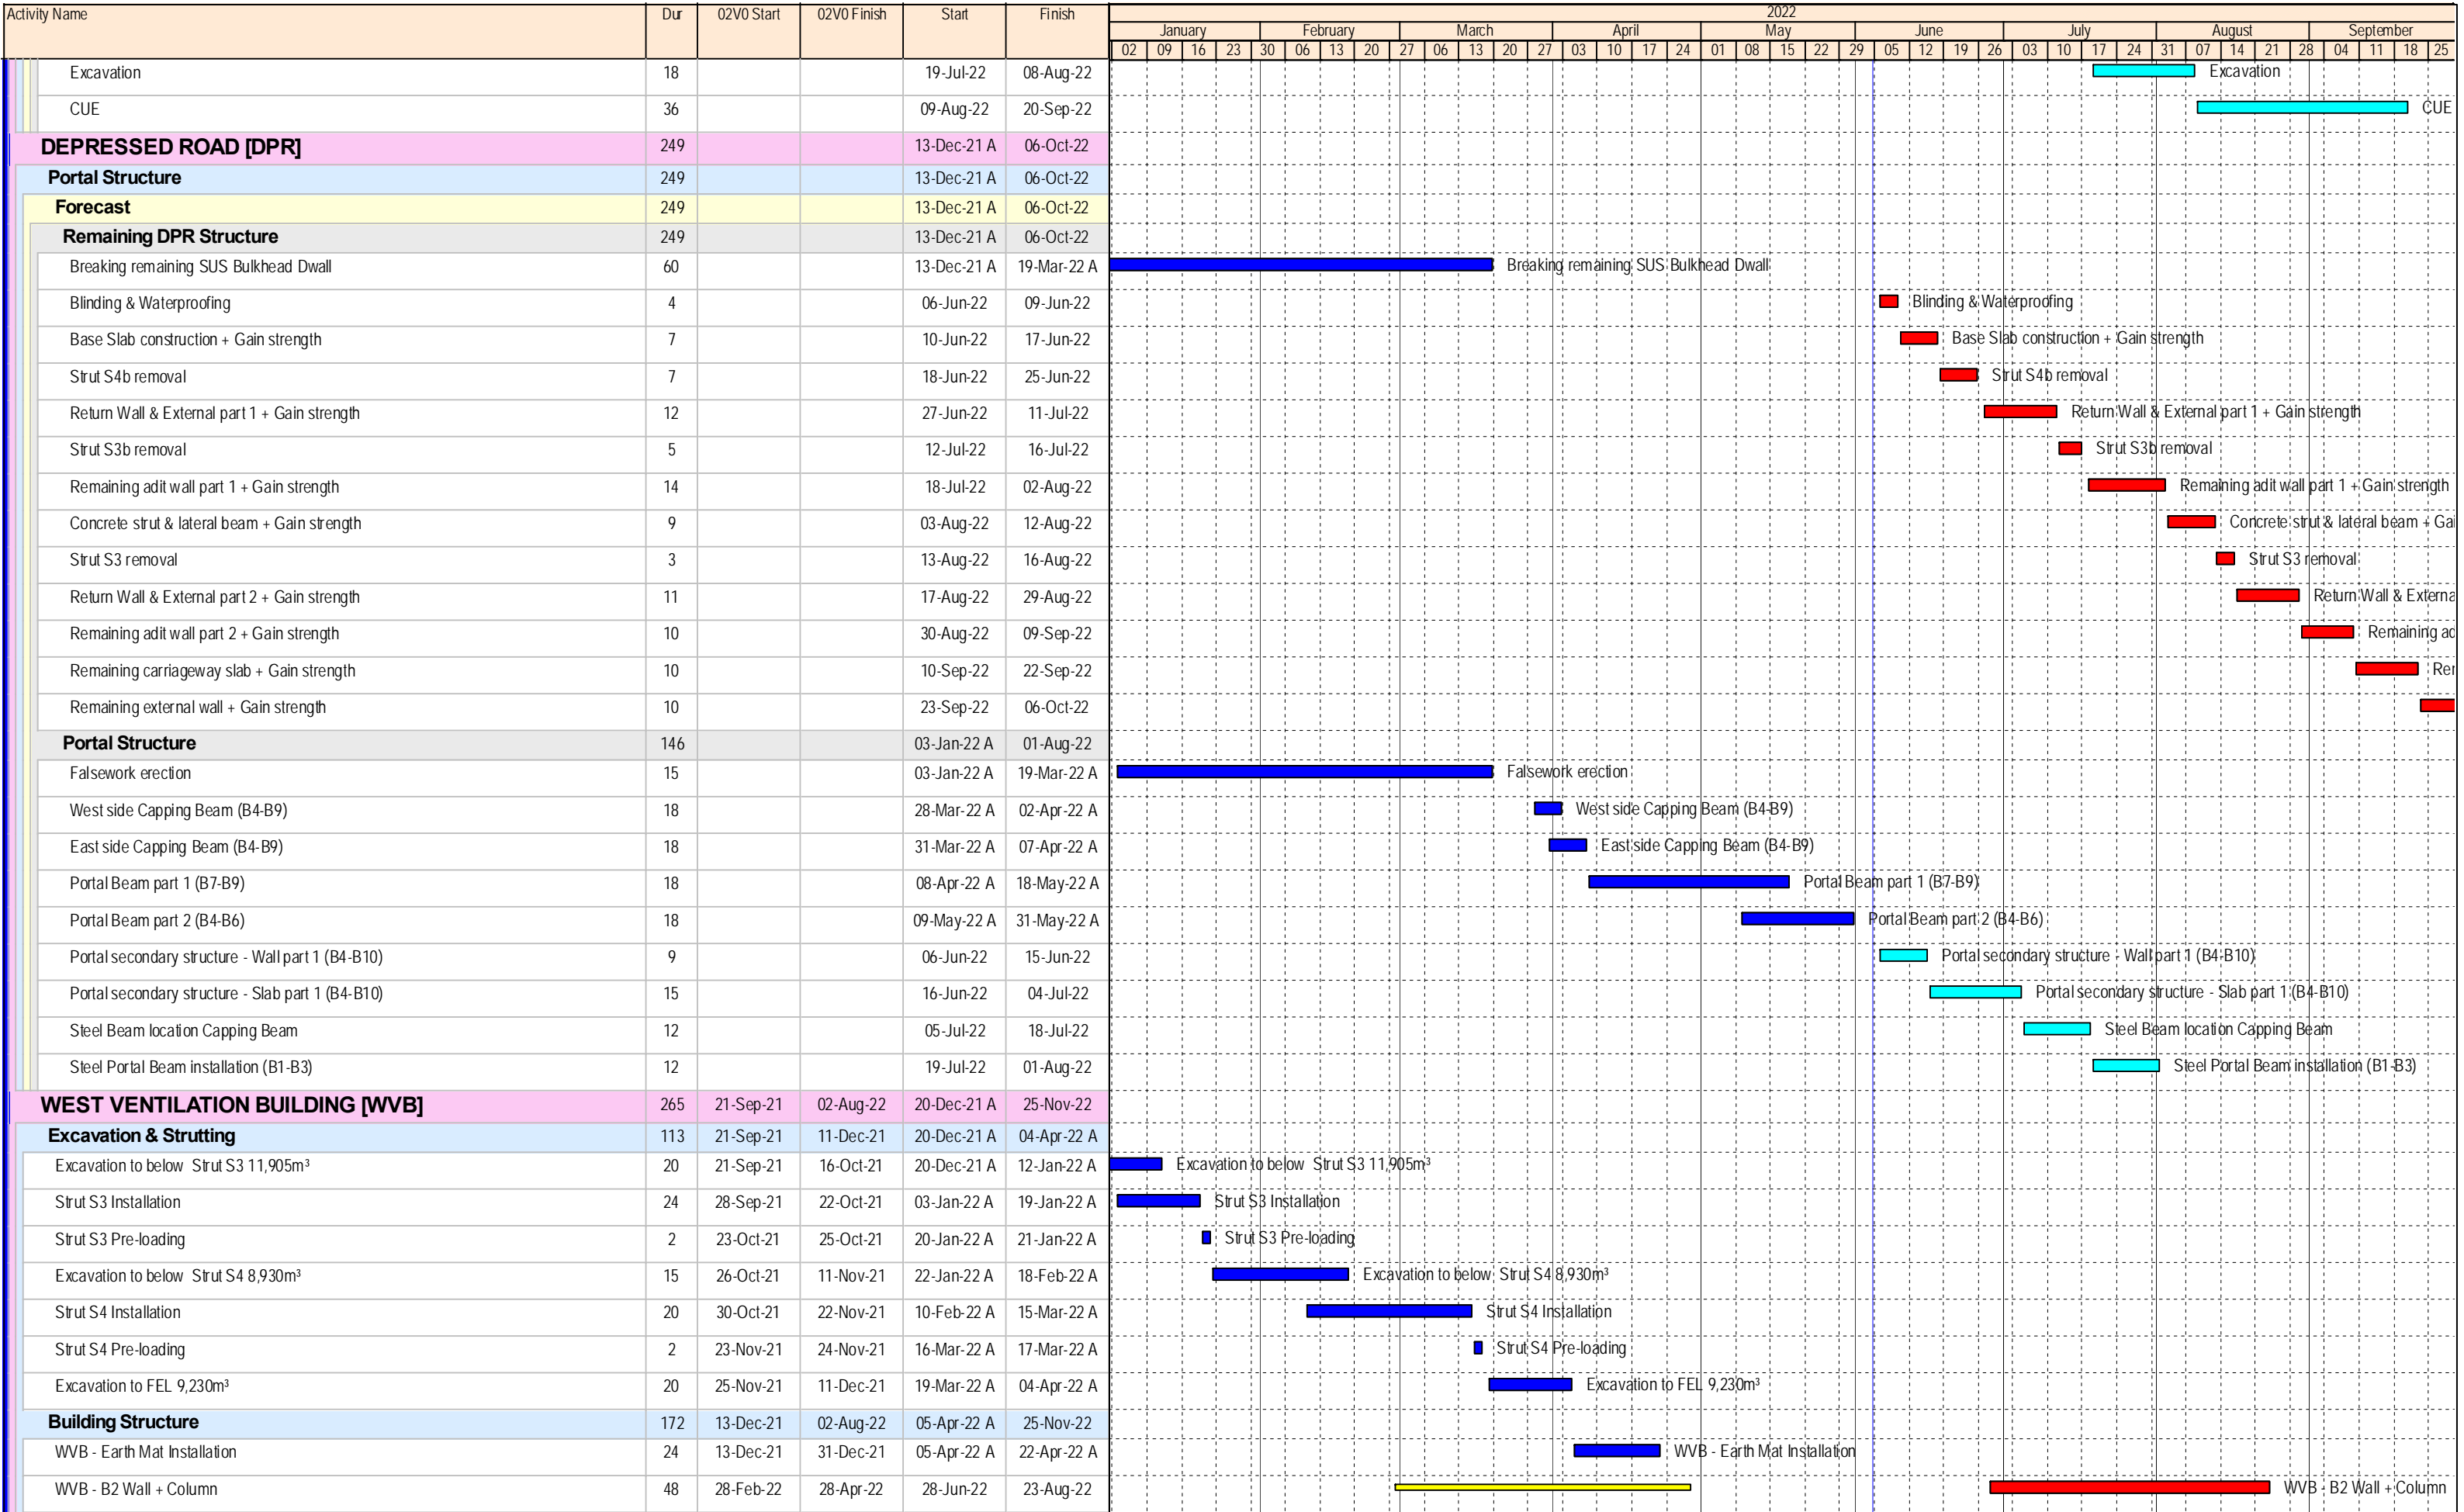 Activity Name Dur 02V0 Start 02V0 Finish Start Finish 2022
January February March April May June July August September
02 09 16 23 30 06 13 20 27 06 13 20 27 03 10 17 24 01 08 15 22 29 05 12 19 26 03 10 17 24 31 07 14 21 28 04 11 18 25
Excavation 18 19-Jul-22 08-Aug-22 Excavation
CUE 36 09-Aug-22 20-Sep-22 CUE
DEPRESSED ROAD [DPR] 249 13-Dec-21 A 06-Oct-22
Portal Structure 249 13-Dec-21 A 06-Oct-22
Forecast 249 13-Dec-21 A 06-Oct-22
Remaining DPR Structure 249 13-Dec-21 A 06-Oct-22
Breaking remaining SUS Bulkhead Dwall 60 13-Dec-21 A 19-Mar-22 A Breaking remaining SUS Bulkhead Dwall
Blinding & Waterproofing 4 06-Jun-22 09-Jun-22 Blinding & Waterproofing
Base Slab construction + Gain strength 7 10-Jun-22 17-Jun-22 Base Slab construction + Gain strength
Strut S4b removal 7 18-Jun-22 25-Jun-22 Strut S4b removal
Return Wall & External part 1 + Gain strength 12 27-Jun-22 11-Jul-22 Return Wall & External part 1 + Gain strength
Strut S3b removal 5 12-Jul-22 16-Jul-22 Strut S3b removal
Remaining adit wall part 1 + Gain strength 14 18-Jul-22 02-Aug-22 Remaining adit wall part 1 + Gain strength
Concrete strut & lateral beam + Gain strength 9 03-Aug-22 12-Aug-22 Concrete strut & lateral beam + Gai
Strut S3 removal 3 13-Aug-22 16-Aug-22 Strut S3 removal
Return Wall & External part 2 + Gain strength 11 17-Aug-22 29-Aug-22 Return Wall & Externa
Remaining adit wall part 2 + Gain strength 10 30-Aug-22 09-Sep-22 Remaining ad
Remaining carriageway slab + Gain strength 10 10-Sep-22 22-Sep-22 Rer
Remaining external wall + Gain strength 10 23-Sep-22 06-Oct-22
Portal Structure 146 03-Jan-22 A 01-Aug-22
Falsework erection 15 03-Jan-22 A 19-Mar-22 A Falsework erection
West side Capping Beam (B4-B9) 18 28-Mar-22 A 02-Apr-22 A West side Capping Beam (B4-B9)
East side Capping Beam (B4-B9) 18 31-Mar-22 A 07-Apr-22 A East side Capping Beam (B4-B9)
Portal Beam part 1 (B7-B9) 18 08-Apr-22 A 18-May-22 A Portal Beam part 1 (B7-B9)
Portal Beam part 2 (B4-B6) 18 09-May-22 A 31-May-22 A Portal Beam part 2 (B4-B6)
Portal secondary structure - Wall part 1 (B4-B10) 9 06-Jun-22 15-Jun-22 Portal secondary structure - Wall part 1 (B4-B10)
Portal secondary structure - Slab part 1 (B4-B10) 15 16-Jun-22 04-Jul-22 Portal secondary structure - Slab part 1 (B4-B10)
Steel Beam location Capping Beam 12 05-Jul-22 18-Jul-22 Steel Beam location Capping Beam
Steel Portal Beam installation (B1-B3) 12 19-Jul-22 01-Aug-22 Steel Portal Beam installation (B1-B3)
WEST VENTILATION BUILDING [WVB] 265 21-Sep-21 02-Aug-22 20-Dec-21 A 25-Nov-22
Excavation & Strutting 113 21-Sep-21 11-Dec-21 20-Dec-21 A 04-Apr-22 A
Excavation to below Strut S3 11,905m³ 20 21-Sep-21 16-Oct-21 20-Dec-21 A 12-Jan-22 A Excavation to below Strut S3 11,905m³
Strut S3 Installation 24 28-Sep-21 22-Oct-21 03-Jan-22 A 19-Jan-22 A Strut S3 Installation
Strut S3 Pre-loading 2 23-Oct-21 25-Oct-21 20-Jan-22 A 21-Jan-22 A Strut S3 Pre-loading
Excavation to below Strut S4 8,930m³ 15 26-Oct-21 11-Nov-21 22-Jan-22 A 18-Feb-22 A Excavation to below Strut S4 8,930m³
Strut S4 Installation 20 30-Oct-21 22-Nov-21 10-Feb-22 A 15-Mar-22 A Strut S4 Installation
Strut S4 Pre-loading 2 23-Nov-21 24-Nov-21 16-Mar-22 A 17-Mar-22 A Strut S4 Pre-loading
Excavation to FEL 9,230m³ 20 25-Nov-21 11-Dec-21 19-Mar-22 A 04-Apr-22 A Excavation to FEL 9,230m³
Building Structure 172 13-Dec-21 02-Aug-22 05-Apr-22 A 25-Nov-22
WVB - Earth Mat Installation 24 13-Dec-21 31-Dec-21 05-Apr-22 A 22-Apr-22 A WVB - Earth Mat Installation
WVB - B2 Wall + Column 48 28-Feb-22 28-Apr-22 28-Jun-22 23-Aug-22 WVB - B2 Wall + Column